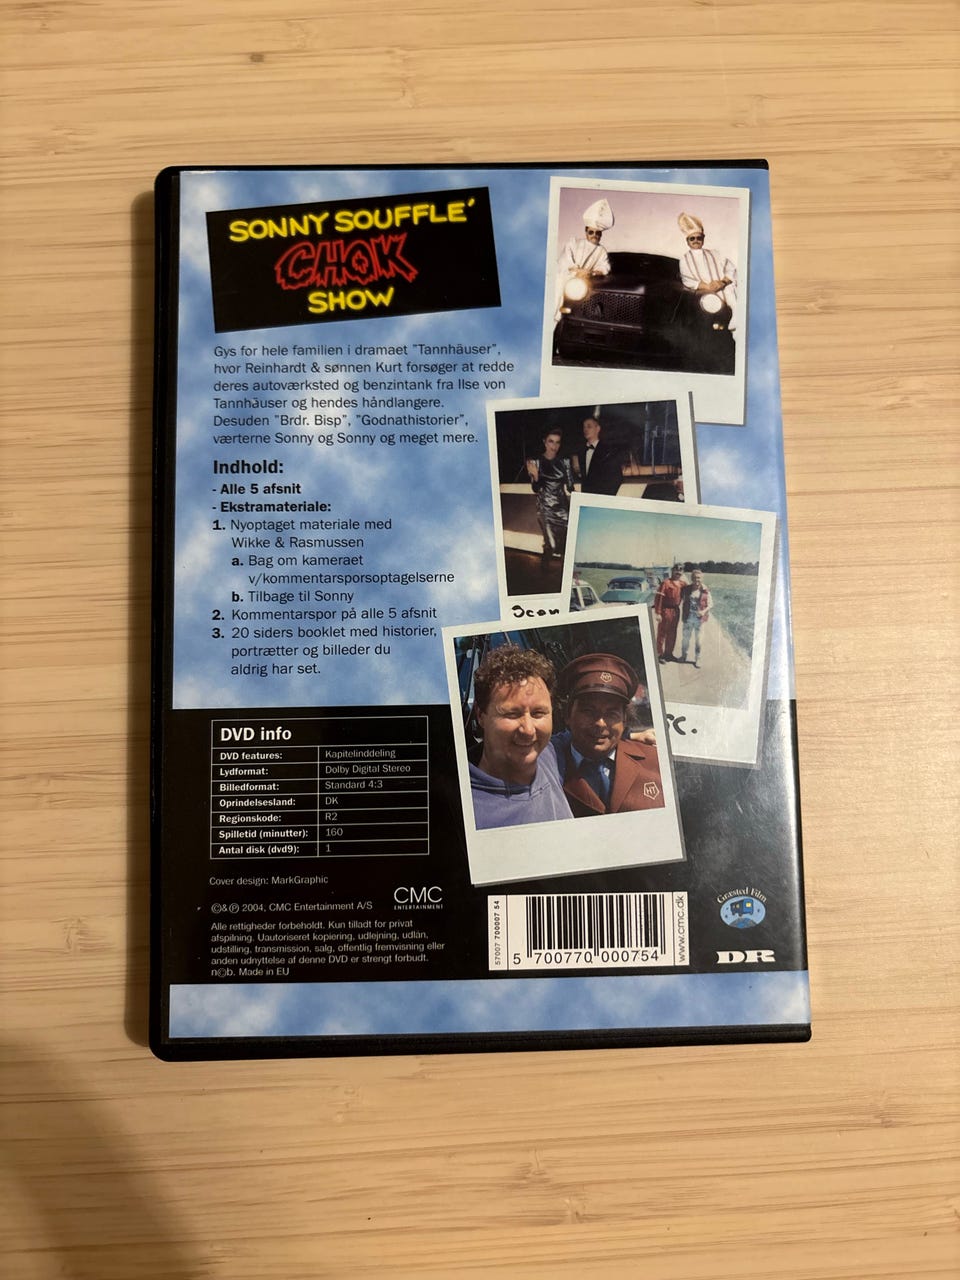 SONNY SOUFFLE´
CHOK
SHOW
Gys for hele familien i dramaet "Tannhäuser",
hvor Reinhardt & sønnen Kurt forsøger at redde
deres autoværksted og benzintank fra Ilse von
Tannhäuser og hendes håndlangere.
Desuden "Brdr. Bisp", "Godnathistorier",
værterne Sonny og Sonny og meget mere.
Indhold:
- Alle 5 afsnit
- Ekstramateriale:
1. Nyoptaget materiale med
Wikke & Rasmussen
a. Bag om kameraet
v/kommentarsporsoptagelserne
b. Tilbage til Sonny
2. Kommentarspor på alle 5 afsnit
3. 20 siders booklet med historier,
portrætter og billeder du
aldrig har set.
HT
HT
DVD info
DVD features: Kapitelinddeling
Lydformat: Dolby Digital Stereo
Billedformat: Standard 4:3
Oprindelsesland: DK
Regionskode: R2
Spilletid (minutter): 160
Antal disk (dvd9): 1
Cover design: MarkGraphic
©&℗ 2004, CMC Entertainment A/S
CMC
ENTERTAINMENT
Alle rettigheder forbeholdt. Kun tilladt for privat
afspilning. Uautoriseret kopiering, udlejning, udlån,
udstilling, transmission, salg, offentlig fremvisning eller
anden udnyttelse af denne DVD er strengt forbudt.
n©b. Made in EU
57007 700007 54
5 700770 000754
www.cmc.dk
Græsted Film
DR